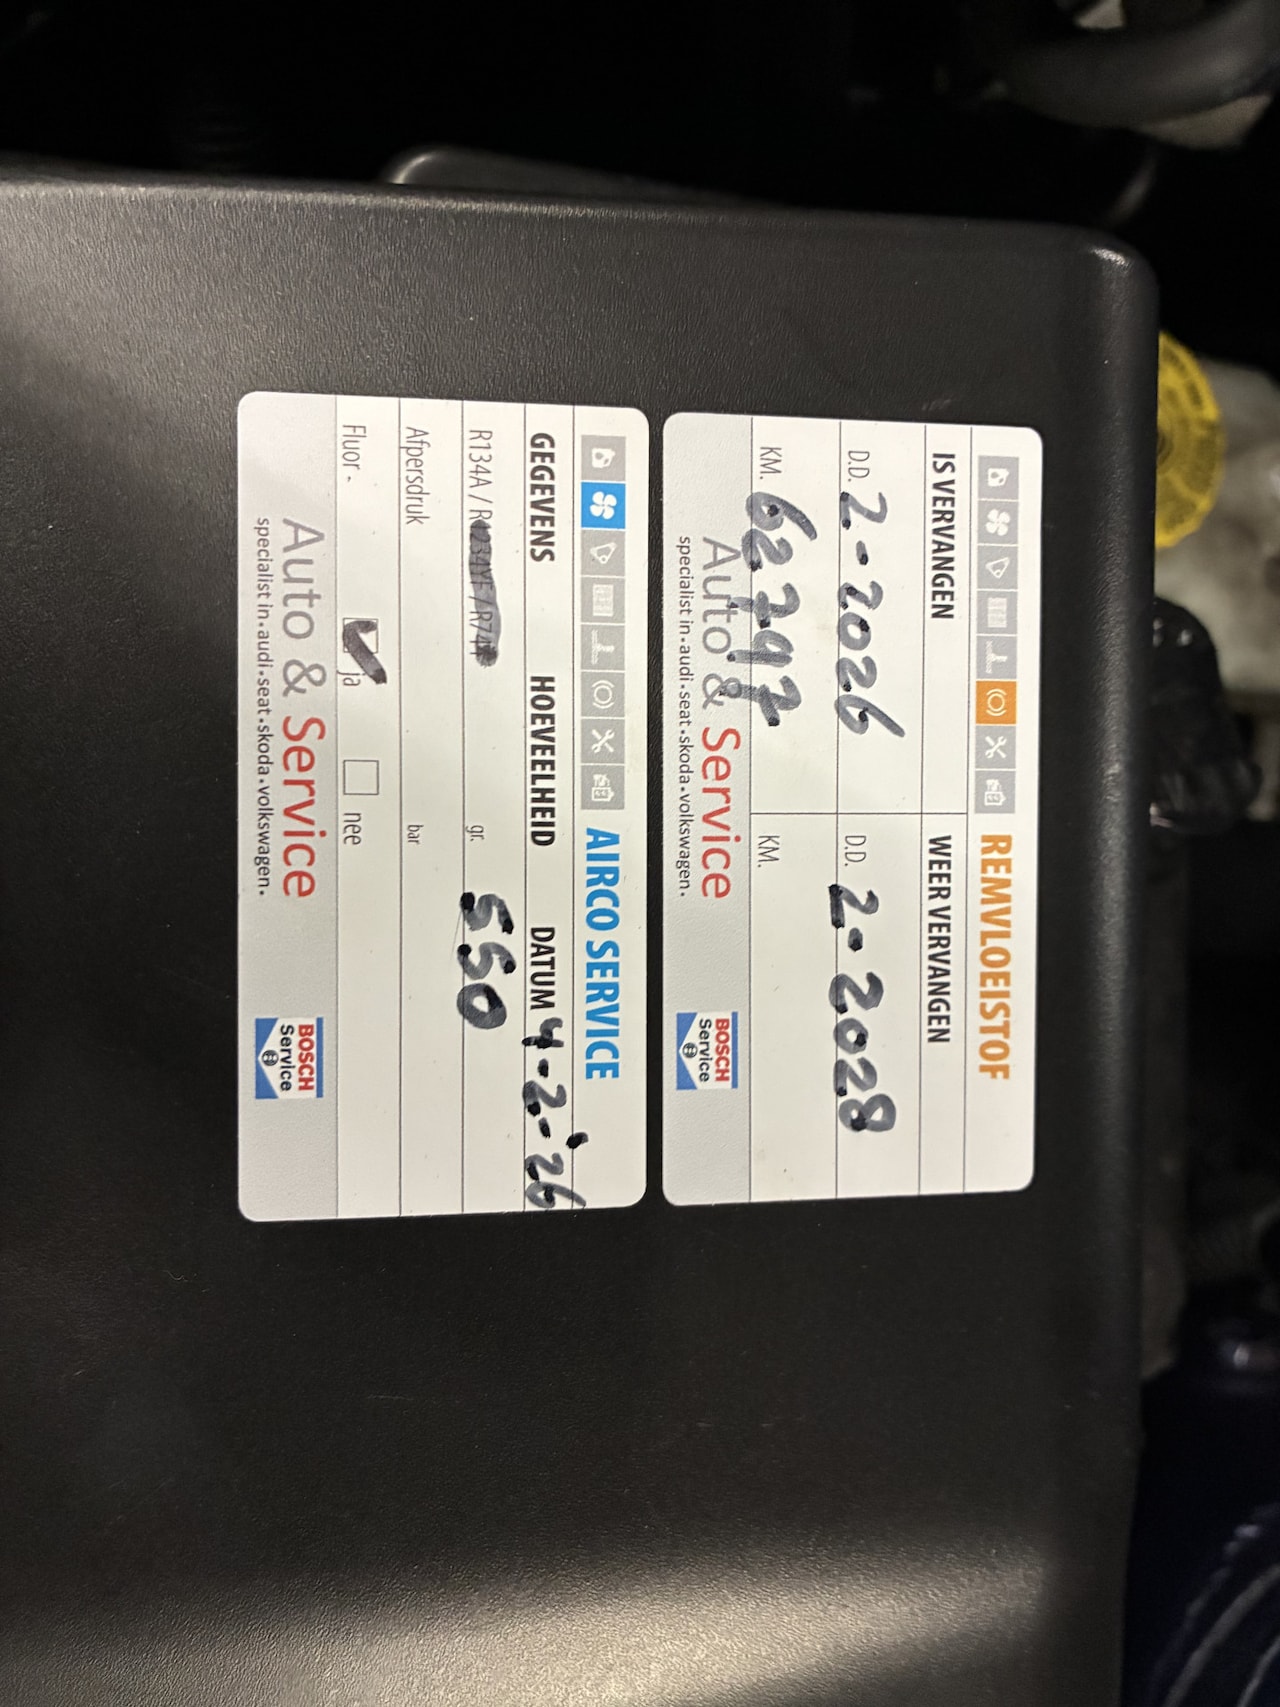 REMVLOEISTOF
IS VERVANGEN WEER VERVANGEN
D.D. 2-2026 D.D. 2-2028
KM. 62797 KM.
Auto & Service
specialist in•audi•seat•skoda•volkswagen•
BOSCH
Service
AIRCO SERVICE
GEGEVENS HOEVEELHEID DATUM 4-2-'26
R134A / R1234YF / R744 gr. 550
Afpersdruk bar
Fluor. ja nee
Auto & Service
specialist in•audi•seat•skoda•volkswagen•
BOSCH
Service